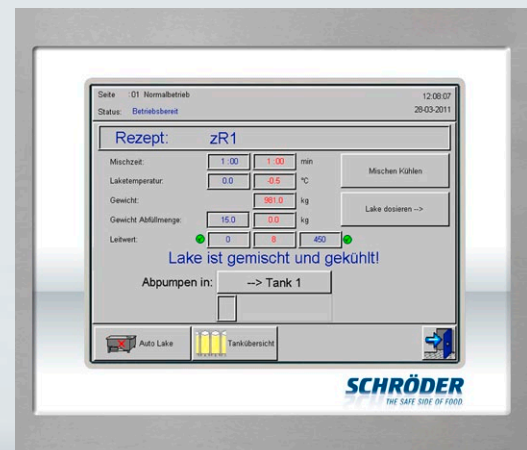 Seite :01 Normalbetrieb 12:08:07
Status: Betriebsbereit 28-03-2011
Rezept: zR1
Mischzeit: 1 :00 1 :00 min
Mischen Kühlen
Laketemperatur: 0.0 -0.5 °C
Gewicht: 981.0 kg
Lake dosieren -->
Gewicht Abfüllmenge: 15.0 0.0 kg
Leitwert: 0 8 450
Lake ist gemischt und gekühlt!
Abpumpen in: --> Tank 1
Auto Lake Tankübersicht
SCHRÖDER
THE SAFE SIDE OF FOOD